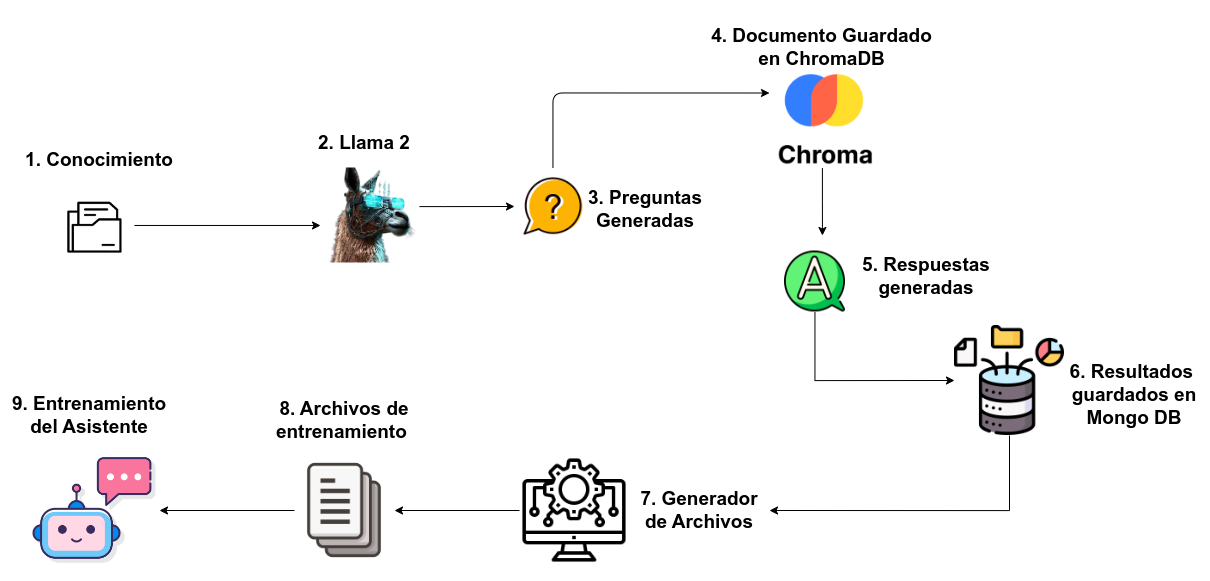 1. Conocimiento
2. Llama 2
3. Preguntas
Generadas
4. Documento Guardado
en ChromaDB
Chroma
5. Respuestas
generadas
6. Resultados
guardados en
Mongo DB
7. Generador
de Archivos
8. Archivos de
entrenamiento
9. Entrenamiento
del Asistente
?
A